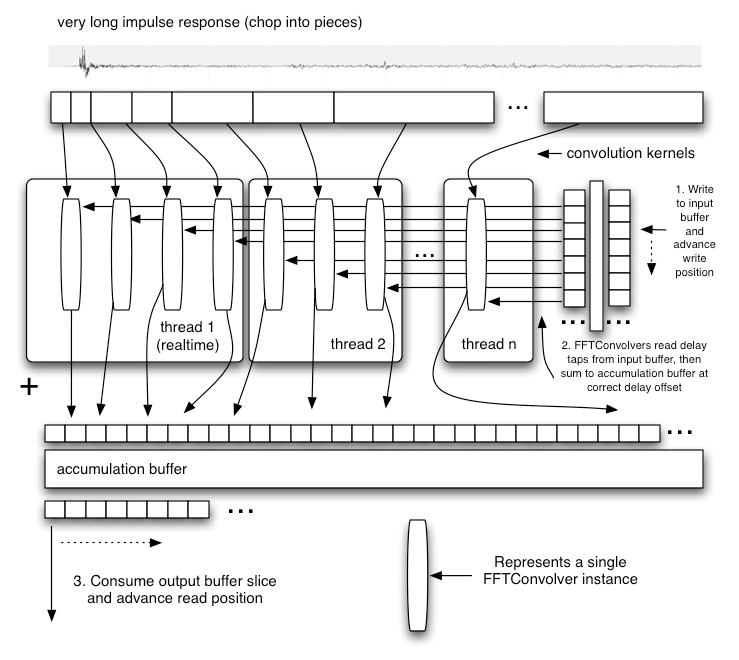 very long impulse response (chop into pieces)
...
convolution kernels
1. Write
to input
buffer
and
advance
write
position
...
thread 1
(realtime)
thread 2
thread n
... ...
2. FFTConvolvers read delay
taps from input buffer, then
sum to accumulation buffer at
correct delay offset
+
...
accumulation buffer
...
Represents a single
FFTConvolver instance
3. Consume output buffer slice
and advance read position